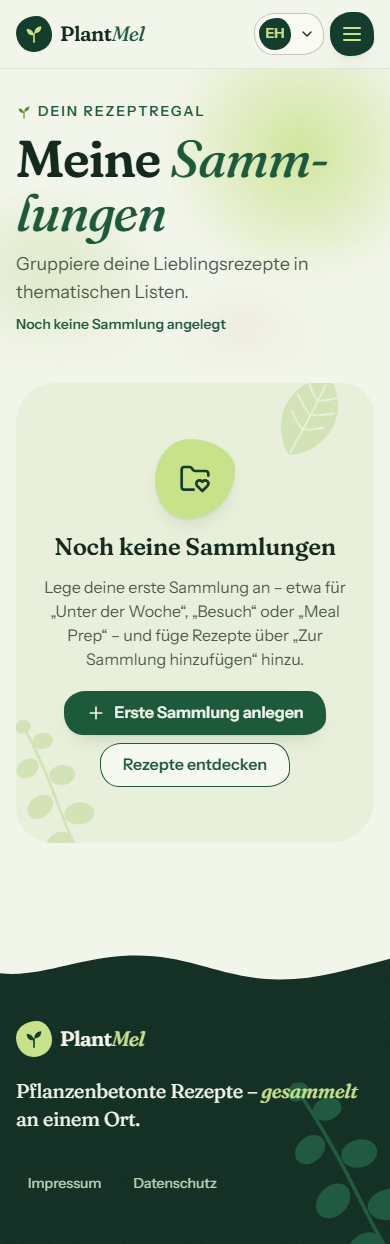 PlantMel
EH
DEIN REZEPTREGAL
Meine Samm-
lungen
Gruppiere deine Lieblingsrezepte in
thematischen Listen.
Noch keine Sammlung angelegt
Noch keine Sammlungen
Lege deine erste Sammlung an – etwa für
„Unter der Woche“, „Besuch“ oder „Meal
Prep“ – und füge Rezepte über „Zur
Sammlung hinzufügen“ hinzu.
Erste Sammlung anlegen
Rezepte entdecken
PlantMel
Pflanzenbetonte Rezepte – gesammelt
an einem Ort.
Impressum Datenschutz